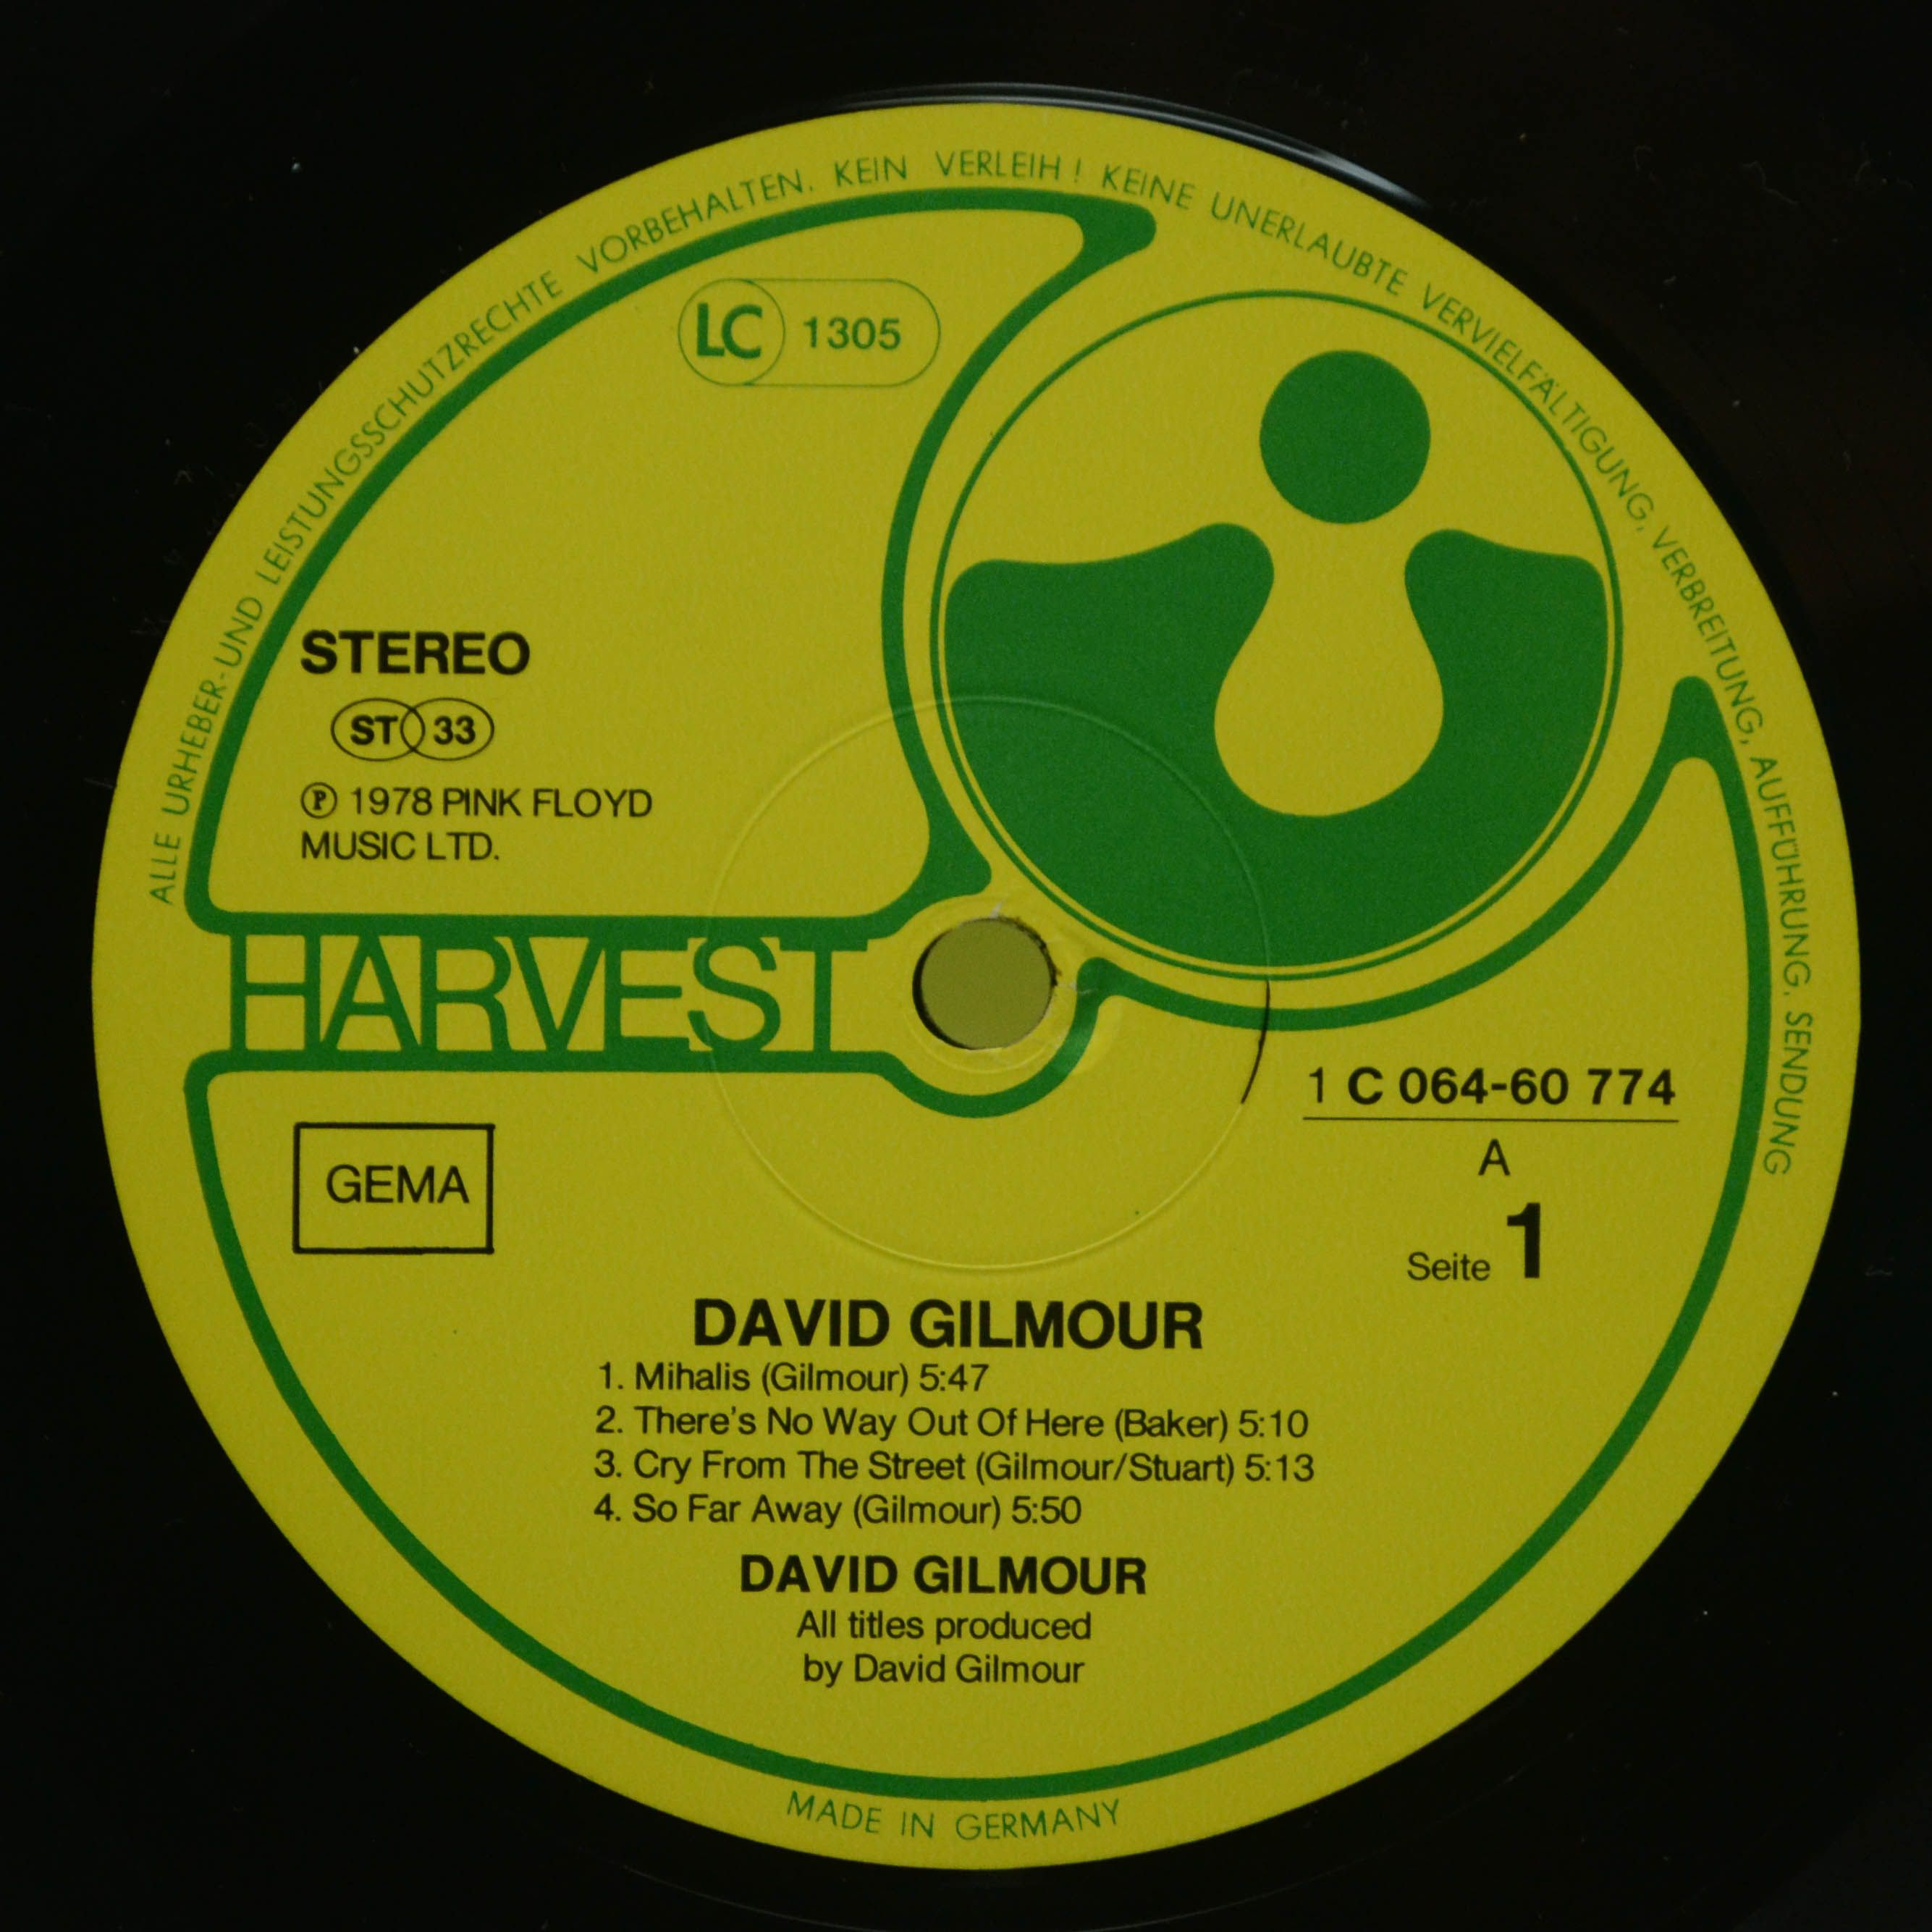 ALLE URHEBER- UND LEISTUNGSSCHUTZRECHTE VORBEHALTEN. KEIN VERLEIH! KEINE UNERLAUBTE VERVIELFÄLTIGUNG, VERBREITUNG, AUFFÜHRUNG, SENDUNG
LC 1305
STEREO
ST 33
Ⓟ 1978 PINK FLOYD
MUSIC LTD.
HARVEST
1 C 064-60 774
A
Seite 1
GEMA
DAVID GILMOUR
1. Mihalis (Gilmour) 5:47
2. There's No Way Out Of Here (Baker) 5:10
3. Cry From The Street (Gilmour/Stuart) 5:13
4. So Far Away (Gilmour) 5:50
DAVID GILMOUR
All titles produced
by David Gilmour
MADE IN GERMANY